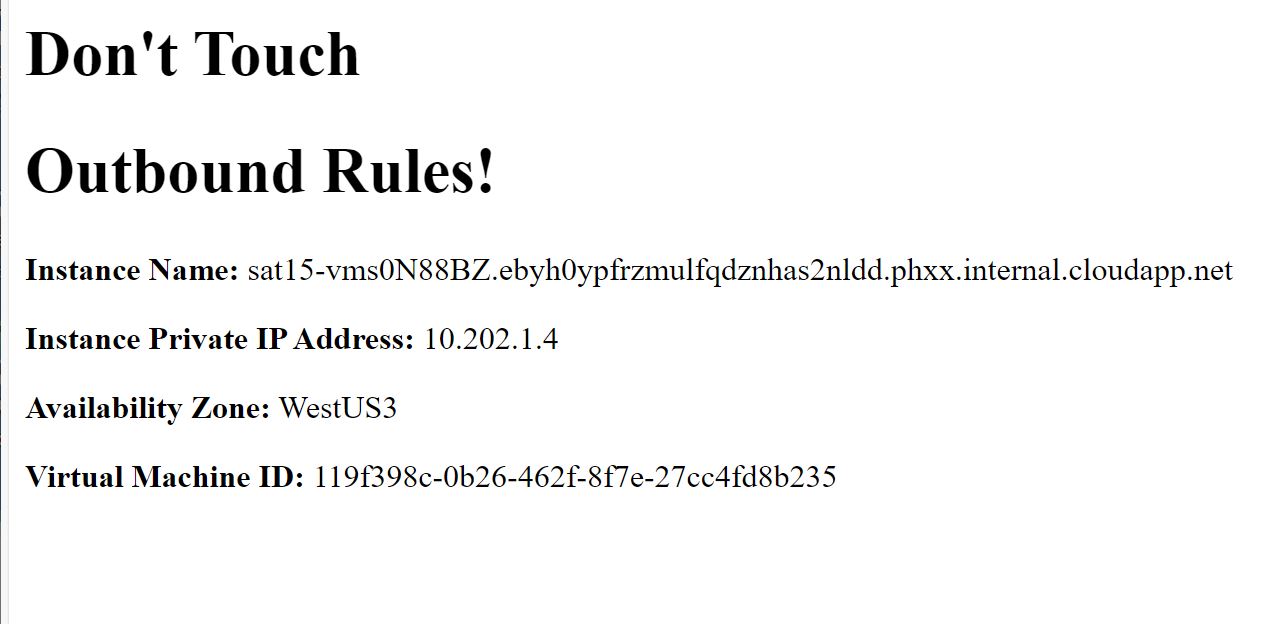 Don't Touch
Outbound Rules!
Instance Name: sat15-vms0N88BZ.ebyh0ypfrzmulfqdznhas2nldd.phxx.internal.cloudapp.net
Instance Private IP Address: 10.202.1.4
Availability Zone: WestUS3
Virtual Machine ID: 119f398c-0b26-462f-8f7e-27cc4fd8b235